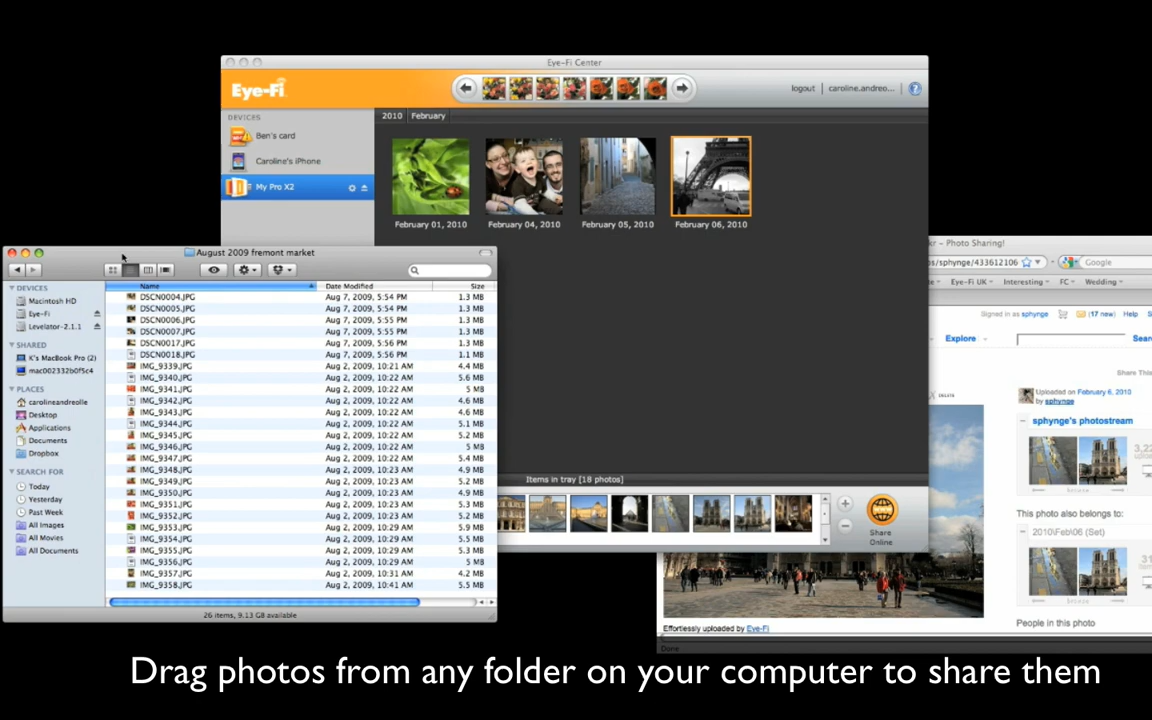 Eye-Fi Center
Eye-Fi
logout | caroline.andreo...
DEVICES
Ben's card
Caroline's iPhone
My Pro X2
2010 February
February 01, 2010
February 04, 2010
February 05, 2010
February 06, 2010
Items in tray [18 photos]
Share
Online
August 2009 fremont market
DEVICES
Macintosh HD
Eye-Fi
Levelator-2.1.1
SHARED
K's MacBook Pro (2)
mac002332b0f5c4
PLACES
carolineandreolle
Desktop
Applications
Documents
Dropbox
SEARCH FOR
Today
Yesterday
Past Week
All Images
All Movies
All Documents
Name Date Modified Size
DSCN0004.JPG Aug 7, 2009, 5:54 PM 1.3 MB
DSCN0005.JPG Aug 7, 2009, 5:54 PM 1.3 MB
DSCN0006.JPG Aug 7, 2009, 5:55 PM 1.3 MB
DSCN0007.JPG Aug 7, 2009, 5:55 PM 1.3 MB
DSCN0017.JPG Aug 7, 2009, 5:56 PM 1.3 MB
DSCN0018.JPG Aug 7, 2009, 5:56 PM 1.1 MB
IMG_9339.JPG Aug 2, 2009, 10:21 AM 4.4 MB
IMG_9340.JPG Aug 2, 2009, 10:22 AM 5.6 MB
IMG_9341.JPG Aug 2, 2009, 10:22 AM 5 MB
IMG_9342.JPG Aug 2, 2009, 10:22 AM 4.6 MB
IMG_9343.JPG Aug 2, 2009, 10:22 AM 4.6 MB
IMG_9344.JPG Aug 2, 2009, 10:22 AM 5.1 MB
IMG_9345.JPG Aug 2, 2009, 10:22 AM 5.2 MB
IMG_9346.JPG Aug 2, 2009, 10:22 AM 5 MB
IMG_9347.JPG Aug 2, 2009, 10:23 AM 5.4 MB
IMG_9348.JPG Aug 2, 2009, 10:23 AM 4.9 MB
IMG_9349.JPG Aug 2, 2009, 10:23 AM 5.2 MB
IMG_9350.JPG Aug 2, 2009, 10:23 AM 4.9 MB
IMG_9351.JPG Aug 2, 2009, 10:23 AM 5.3 MB
IMG_9352.JPG Aug 2, 2009, 10:23 AM 5.2 MB
IMG_9353.JPG Aug 2, 2009, 10:29 AM 5.9 MB
IMG_9354.JPG Aug 2, 2009, 10:29 AM 5.5 MB
IMG_9355.JPG Aug 2, 2009, 10:29 AM 5.3 MB
IMG_9356.JPG Aug 2, 2009, 10:29 AM 5 MB
IMG_9357.JPG Aug 2, 2009, 10:31 AM 4.2 MB
IMG_9358.JPG Aug 2, 2009, 10:41 AM 5.5 MB
26 items, 9.13 GB available
kr - Photo Sharing!
os/sphynge/433612106 Google
Eye-Fi UK Interesting FC Wedding
Signed in as sphynge (17 new) Help
Explore Sear
Share This
Uploaded on February 6, 2010
by sphynge
sphynge's photostream
This photo also belongs to:
2010\Feb\06 (Set)
People in this photo
Effortlessly uploaded by Eye-Fi
Done
Drag photos from any folder on your computer to share them